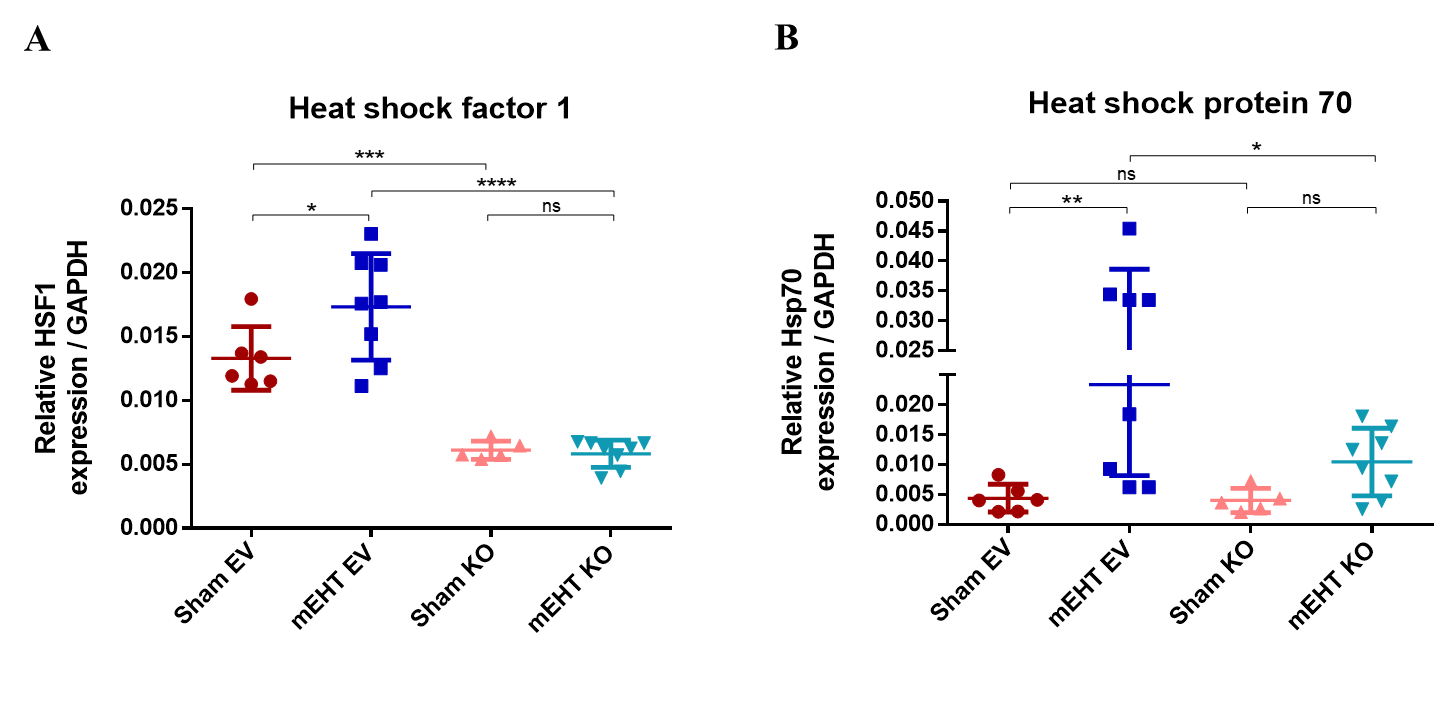 A
Heat shock factor 1
***
****
*
ns
Relative HSF1
expression / GAPDH
0.025
0.020
0.015
0.010
0.005
0.000
Sham EV
mEHT EV
Sham KO
mEHT KO
B
Heat shock protein 70
*
ns
**
ns
Relative Hsp70
expression / GAPDH
0.050
0.045
0.040
0.035
0.030
0.025
0.020
0.015
0.010
0.005
0.000
Sham EV
mEHT EV
Sham KO
mEHT KO